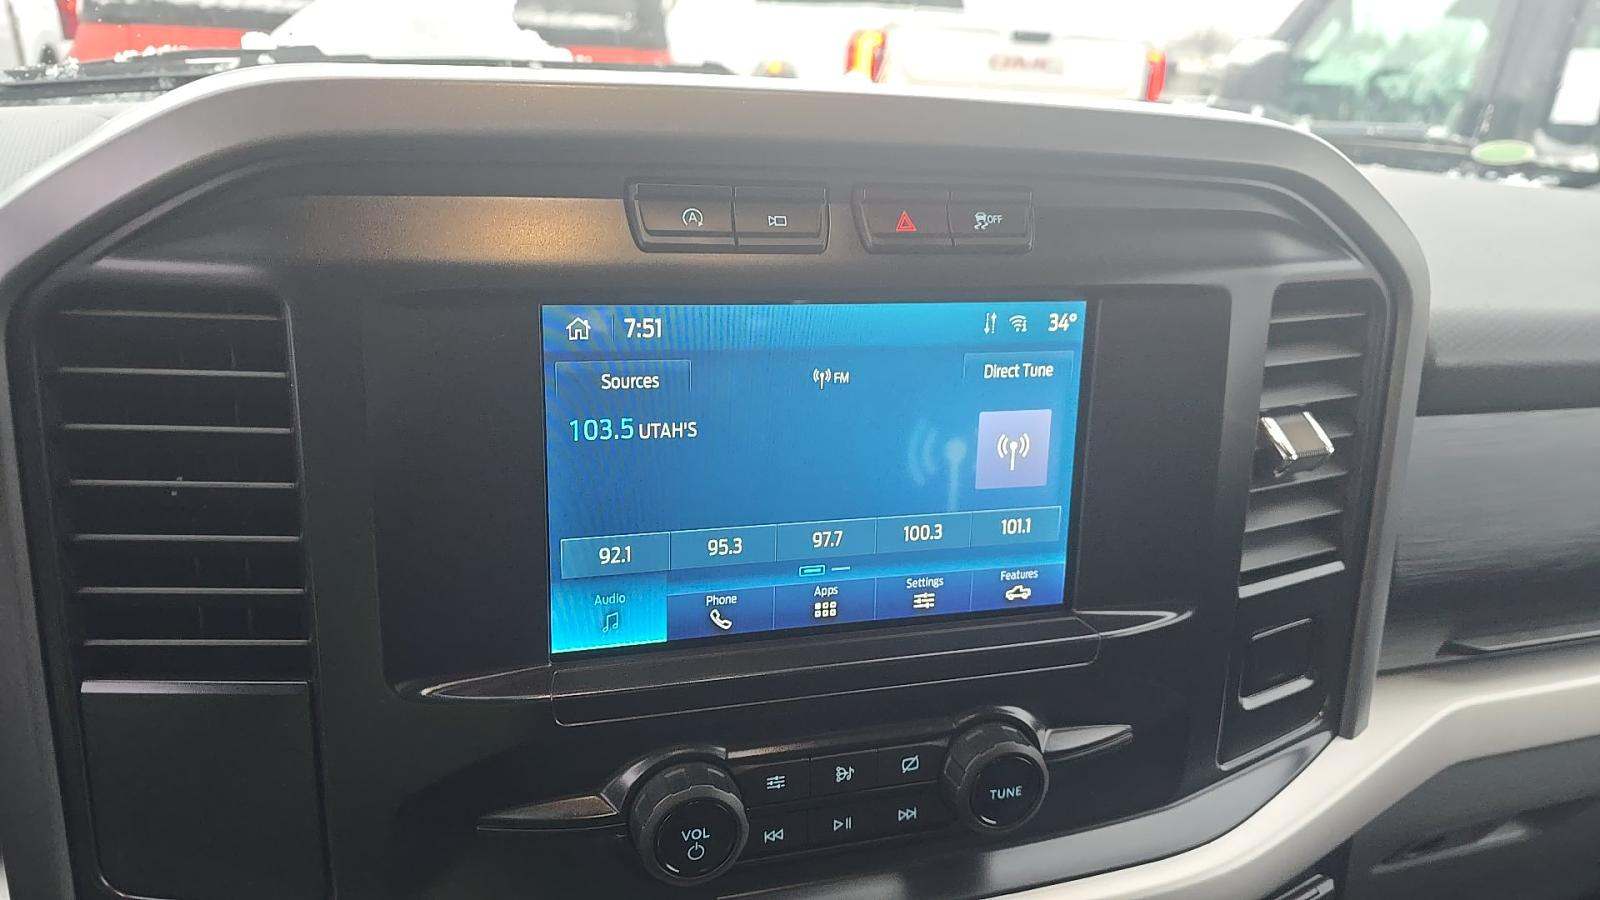 GMC
A
OFF
7:51
34°
Sources
FM
Direct Tune
103.5 UTAH'S
92.1
95.3
97.7
100.3
101.1
Audio
Phone
Apps
Settings
Features
VOL
TUNE